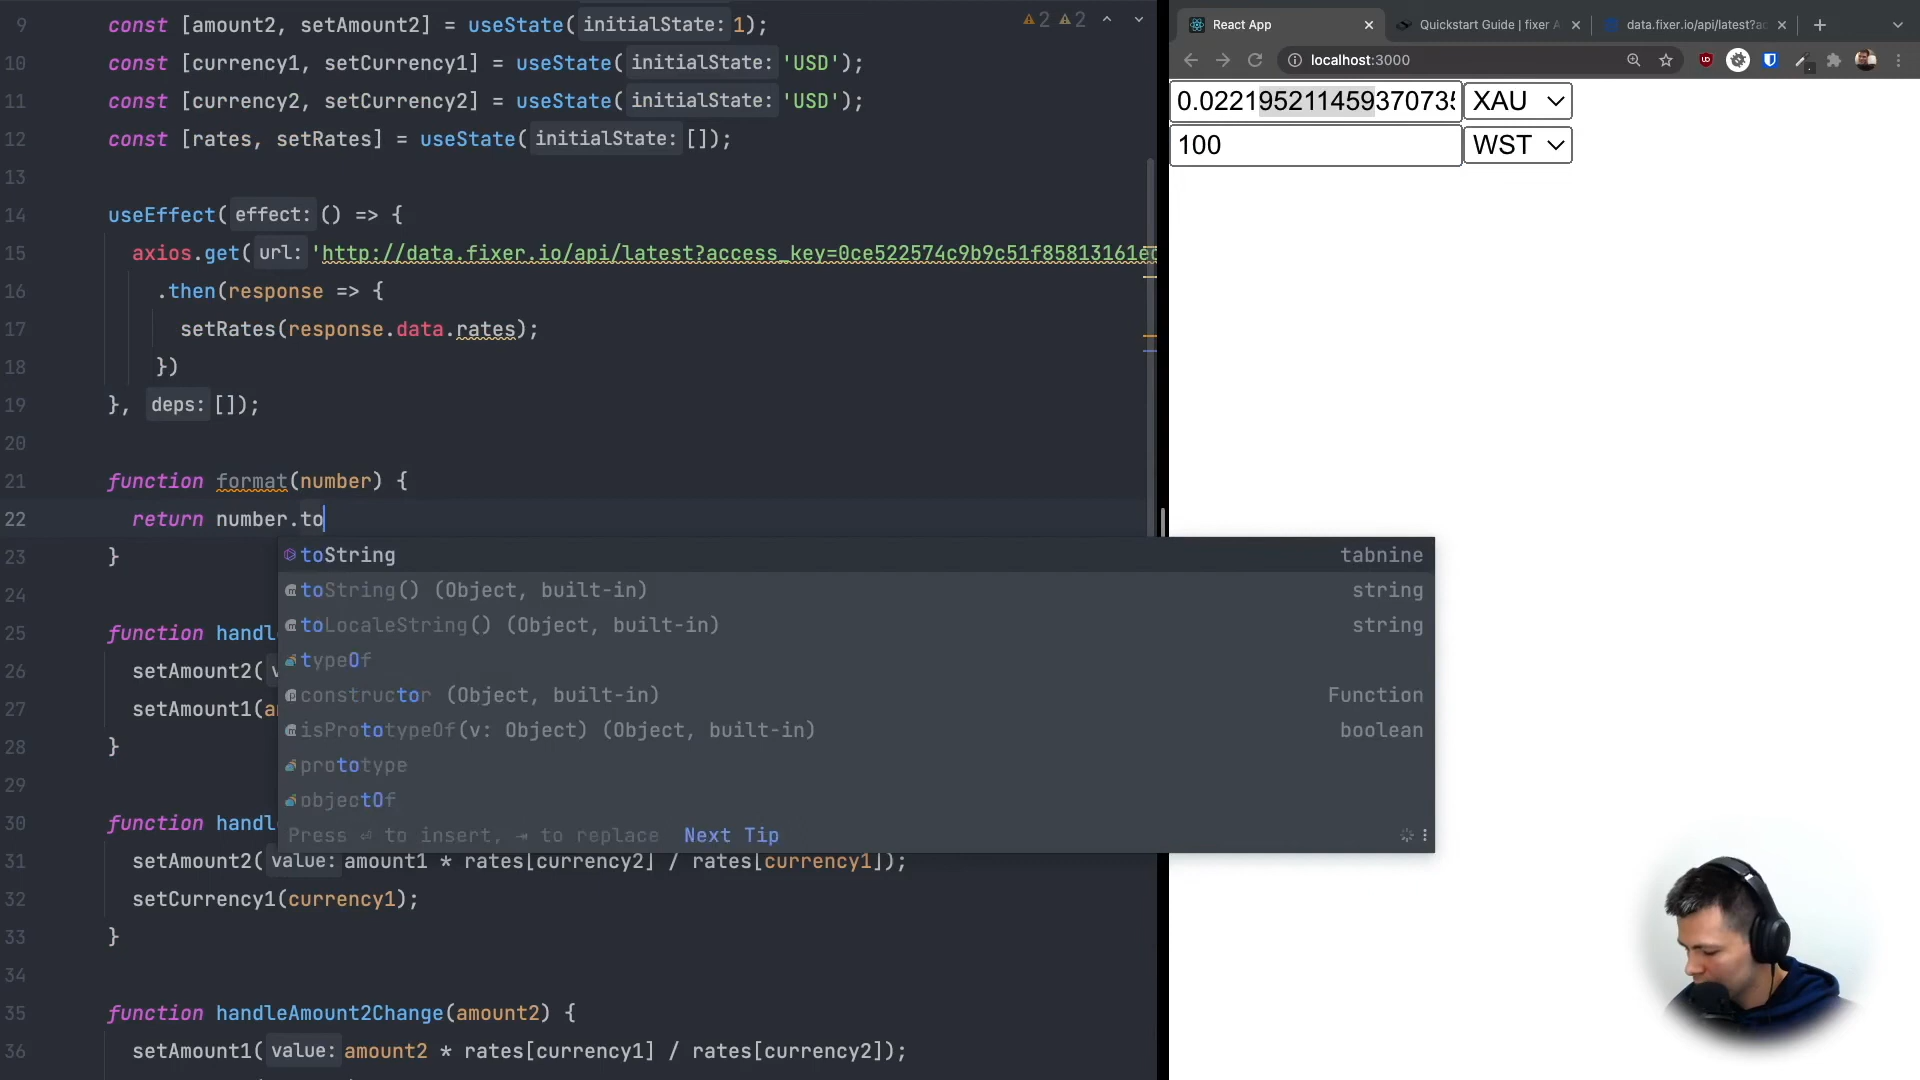 9 const [amount2, setAmount2] = useState( initialState: 1);
10 const [currency1, setCurrency1] = useState( initialState: 'USD');
11 const [currency2, setCurrency2] = useState( initialState: 'USD');
12 const [rates, setRates] = useState( initialState: []);
13
14 useEffect( effect: () => {
15 axios.get( url: 'http://data.fixer.io/api/latest?access_key=0ce522574c9b9c51f85813161ec
16 .then(response => {
17 setRates(response.data.rates);
18 })
19 }, deps: []);
20
21 function format(number) {
22 return number.to
23 }
24
25 function handl
26 setAmount2( v
27 setAmount1(a
28 }
29
30 function handl
31 setAmount2( value: amount1 * rates[currency2] / rates[currency1]);
32 setCurrency1(currency1);
33 }
34
35 function handleAmount2Change(amount2) {
36 setAmount1( value: amount2 * rates[currency1] / rates[currency2]);
2 2
toString tabnine
toString() (Object, built-in) string
toLocaleString() (Object, built-in) string
typeOf
constructor (Object, built-in) Function
isPrototypeOf(v: Object) (Object, built-in) boolean
prototype
objectOf
Press ⏎ to insert, ⇥ to replace Next Tip
React App
Quickstart Guide | fixer A
data.fixer.io/api/latest?a
localhost:3000
0.022195211459370735 XAU
100 WST